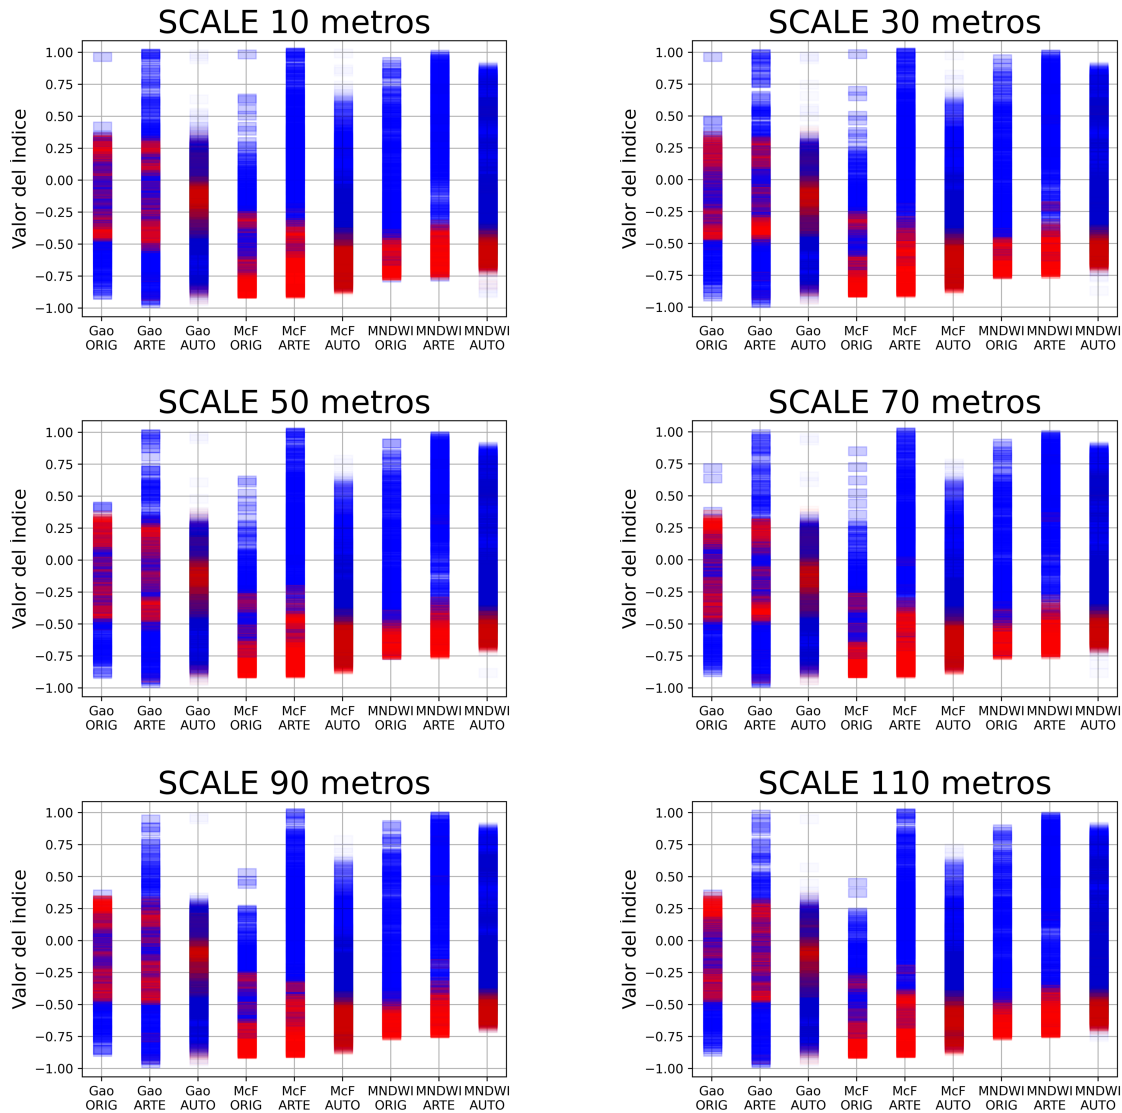 SCALE 10 metros
Valor del Indice
1.00
0.75
0.50
0.25
0.00
−0.25
−0.50
−0.75
−1.00
Gao Gao Gao McF McF McF MNDWI MNDWI MNDWI
ORIG ARTE AUTO ORIG ARTE AUTO ORIG ARTE AUTO
SCALE 30 metros
Valor del Indice
1.00
0.75
0.50
0.25
0.00
−0.25
−0.50
−0.75
−1.00
Gao Gao Gao McF McF McF MNDWI MNDWI MNDWI
ORIG ARTE AUTO ORIG ARTE AUTO ORIG ARTE AUTO
SCALE 50 metros
Valor del Indice
1.00
0.75
0.50
0.25
0.00
−0.25
−0.50
−0.75
−1.00
Gao Gao Gao McF McF McF MNDWI MNDWI MNDWI
ORIG ARTE AUTO ORIG ARTE AUTO ORIG ARTE AUTO
SCALE 70 metros
Valor del Indice
1.00
0.75
0.50
0.25
0.00
−0.25
−0.50
−0.75
−1.00
Gao Gao Gao McF McF McF MNDWI MNDWI MNDWI
ORIG ARTE AUTO ORIG ARTE AUTO ORIG ARTE AUTO
SCALE 90 metros
Valor del Indice
1.00
0.75
0.50
0.25
0.00
−0.25
−0.50
−0.75
−1.00
Gao Gao Gao McF McF McF MNDWI MNDWI MNDWI
ORIG ARTE AUTO ORIG ARTE AUTO ORIG ARTE AUTO
SCALE 110 metros
Valor del Indice
1.00
0.75
0.50
0.25
0.00
−0.25
−0.50
−0.75
−1.00
Gao Gao Gao McF McF McF MNDWI MNDWI MNDWI
ORIG ARTE AUTO ORIG ARTE AUTO ORIG ARTE AUTO